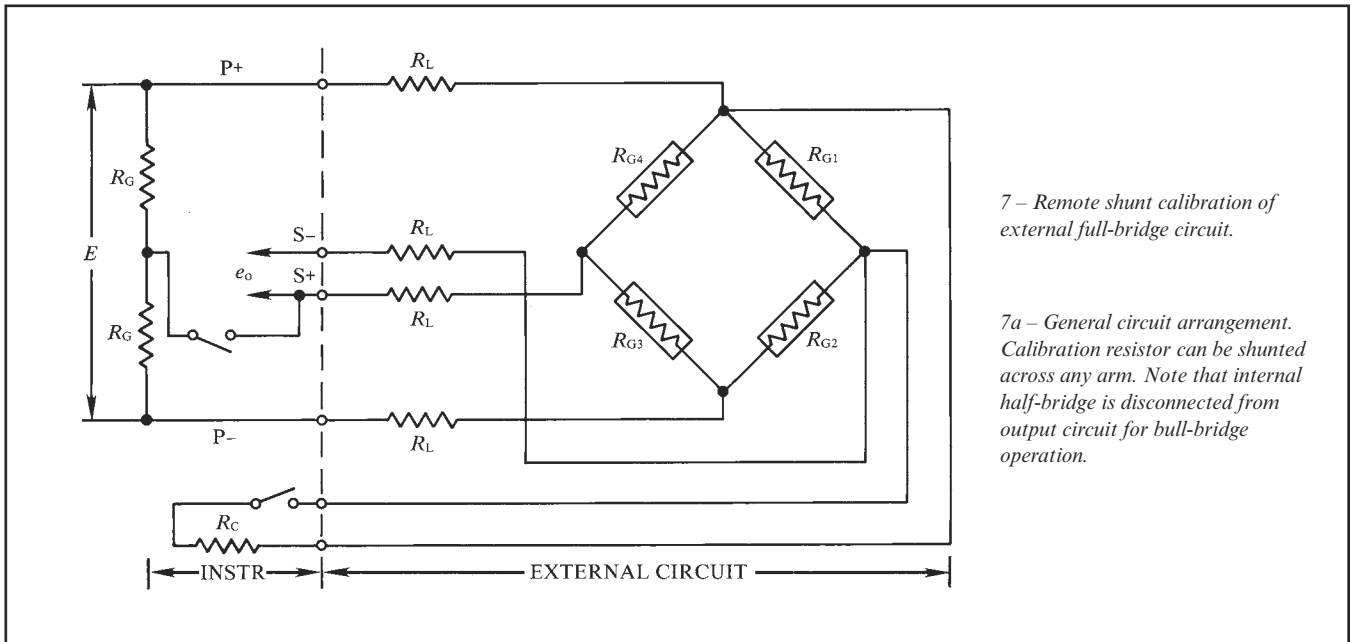 P+
R_L
R_G4
R_G1
R_G
S–
R_L
E
e_o
S+
R_L
R_G
R_G3
R_G2
P–
R_L
R_C
INSTR
EXTERNAL CIRCUIT
7 – Remote shunt calibration of
external full-bridge circuit.
7a – General circuit arrangement.
Calibration resistor can be shunted
across any arm. Note that internal
half-bridge is disconnected from
output circuit for bull-bridge
operation.